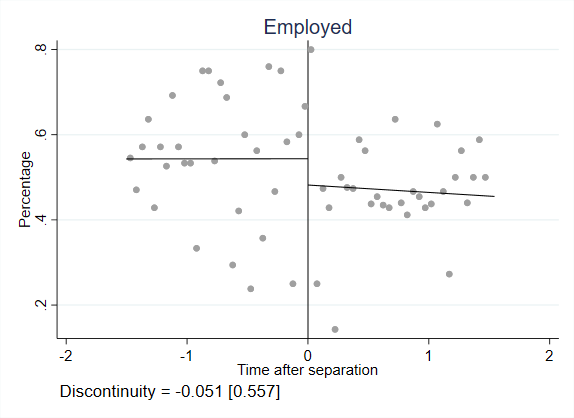 Employed
Percentage
.8
.6
.4
.2
-2 -1 0 1 2
Time after separation
Discontinuity = -0.051 [0.557]